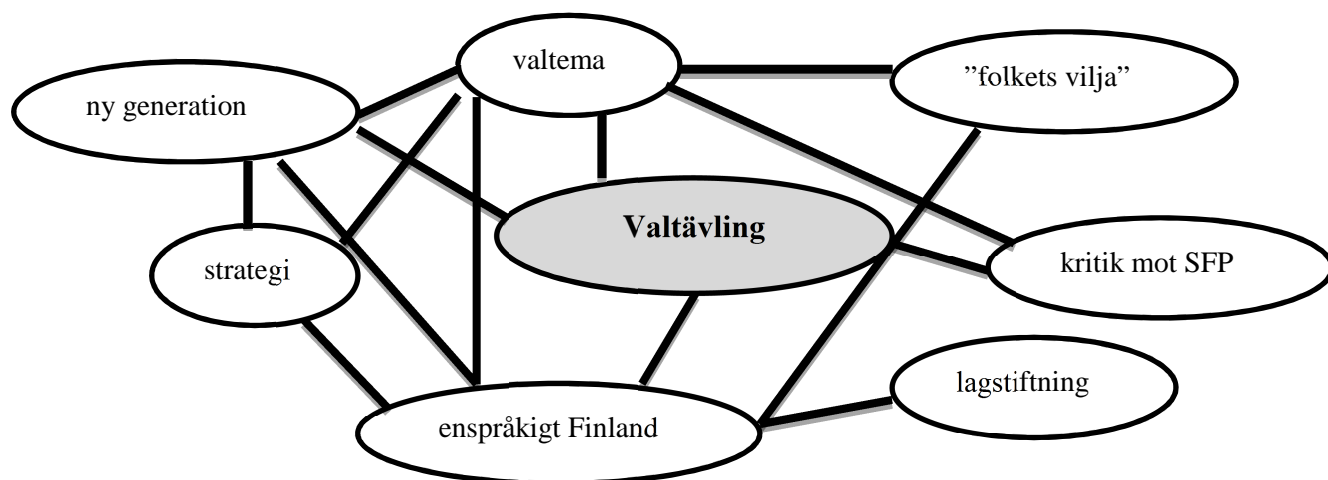 valtema
”folkets vilja”
ny generation
Valtävling
strategi
kritik mot SFP
lagstiftning
enspråkigt Finland